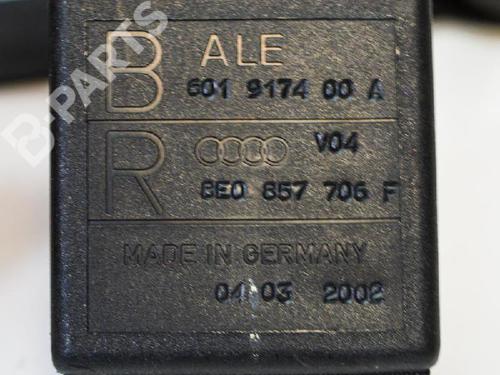 B-PARTS
B ALE
601 9174 00 A
R V04
8E0 857 706 F
MADE IN GERMANY
04 03 2002